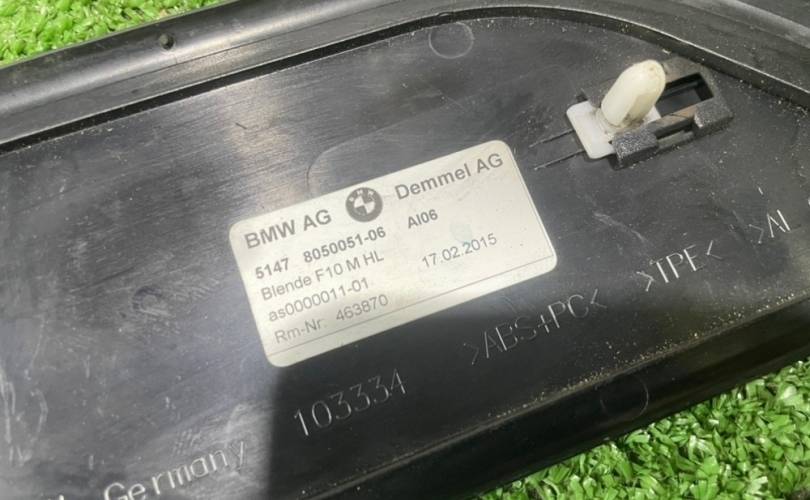 BMW AG Demmel AG
5147 8050051-06 AI06
Blende F10 M HL
as0000011-01 17.02.2015
Rm-Nr. 463870
>ABS+PC< >TPE< >AL
103334
Germany